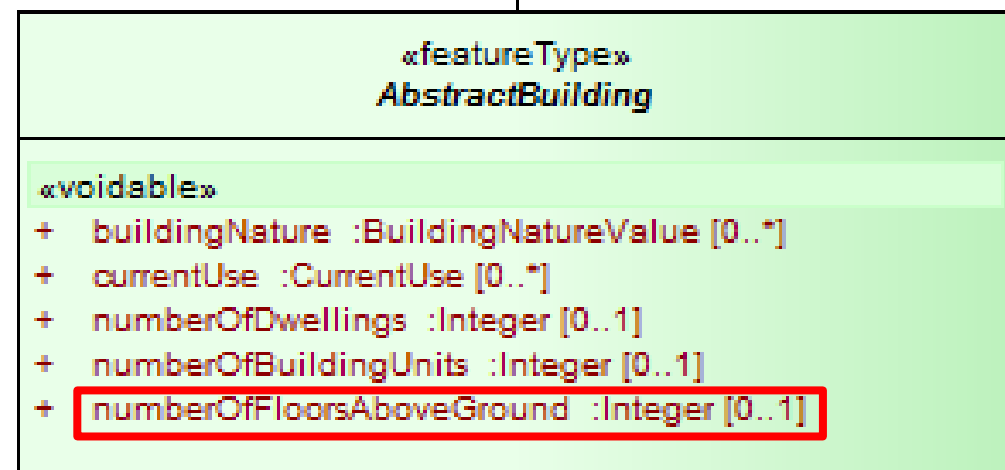 «featureType»
AbstractBuilding
«voidable»
+ buildingNature :BuildingNatureValue [0..*]
+ currentUse :CurrentUse [0..*]
+ numberOfDwellings :Integer [0..1]
+ numberOfBuildingUnits :Integer [0..1]
+ numberOfFloorsAboveGround :Integer [0..1]